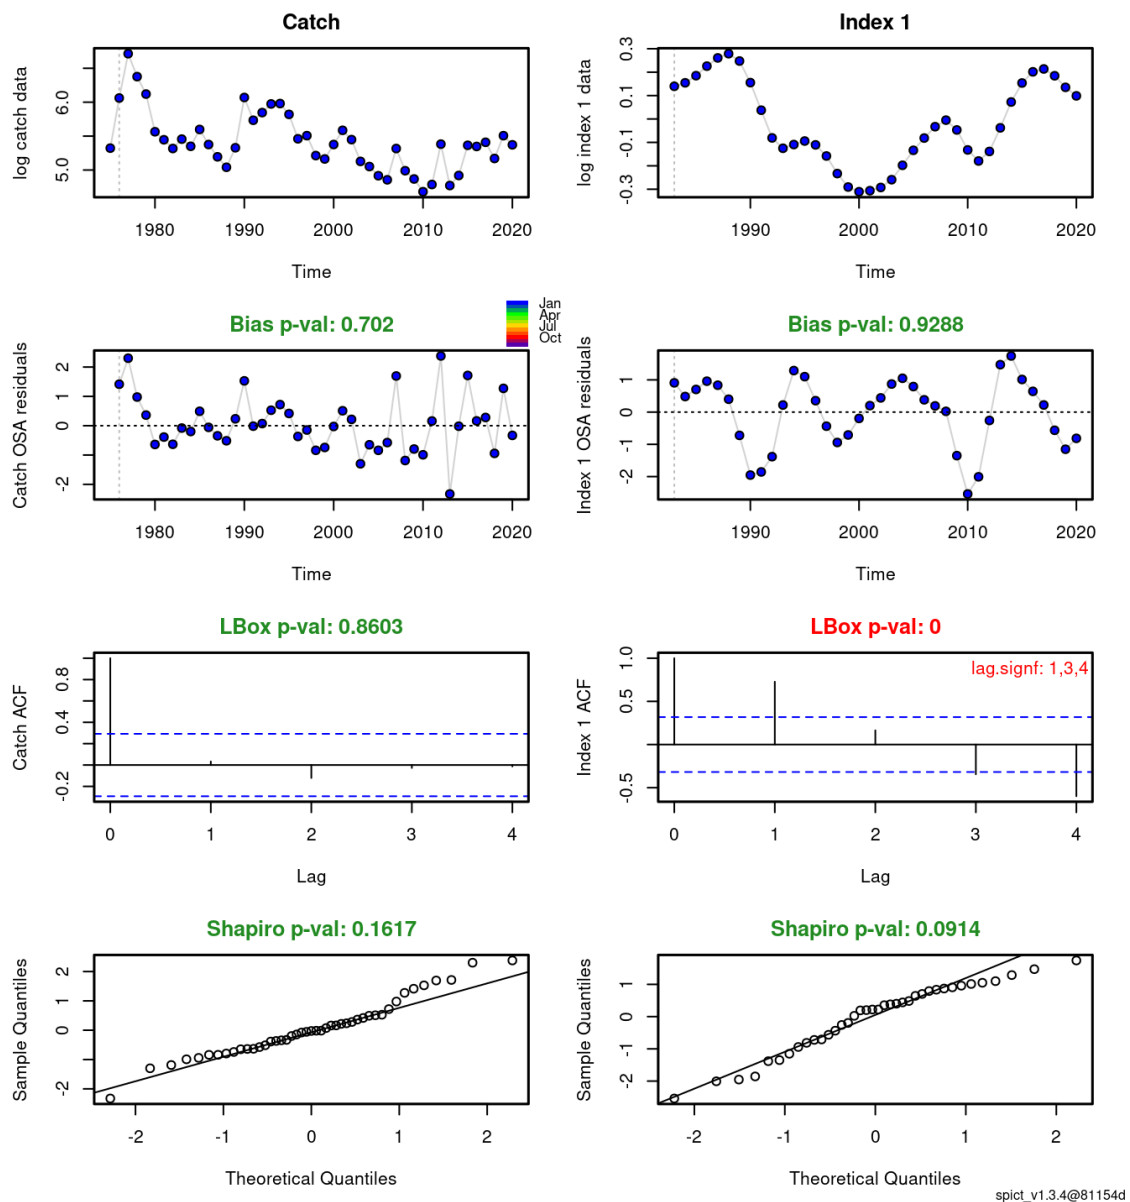 Catch
log catch data
6.0
5.0
1980 1990 2000 2010 2020
Time
Index 1
log index 1 data
0.3
0.1
-0.1
-0.3
1990 2000 2010 2020
Time
Bias p-val: 0.702
Jan
Apr
Jul
Oct
Catch OSA residuals
2
1
0
-2
1980 1990 2000 2010 2020
Time
Bias p-val: 0.9288
Index 1 OSA residuals
1
0
-1
-2
1990 2000 2010 2020
Time
LBox p-val: 0.8603
Catch ACF
0.8
0.4
-0.2
0 1 2 3 4
Lag
LBox p-val: 0
lag.signf: 1,3,4
Index 1 ACF
1.0
0.5
-0.5
0 1 2 3 4
Lag
Shapiro p-val: 0.1617
Sample Quantiles
2
1
0
-2
-2 -1 0 1 2
Theoretical Quantiles
Shapiro p-val: 0.0914
Sample Quantiles
1
0
-1
-2
-2 -1 0 1 2
Theoretical Quantiles
spict_v1.3.4@81154d